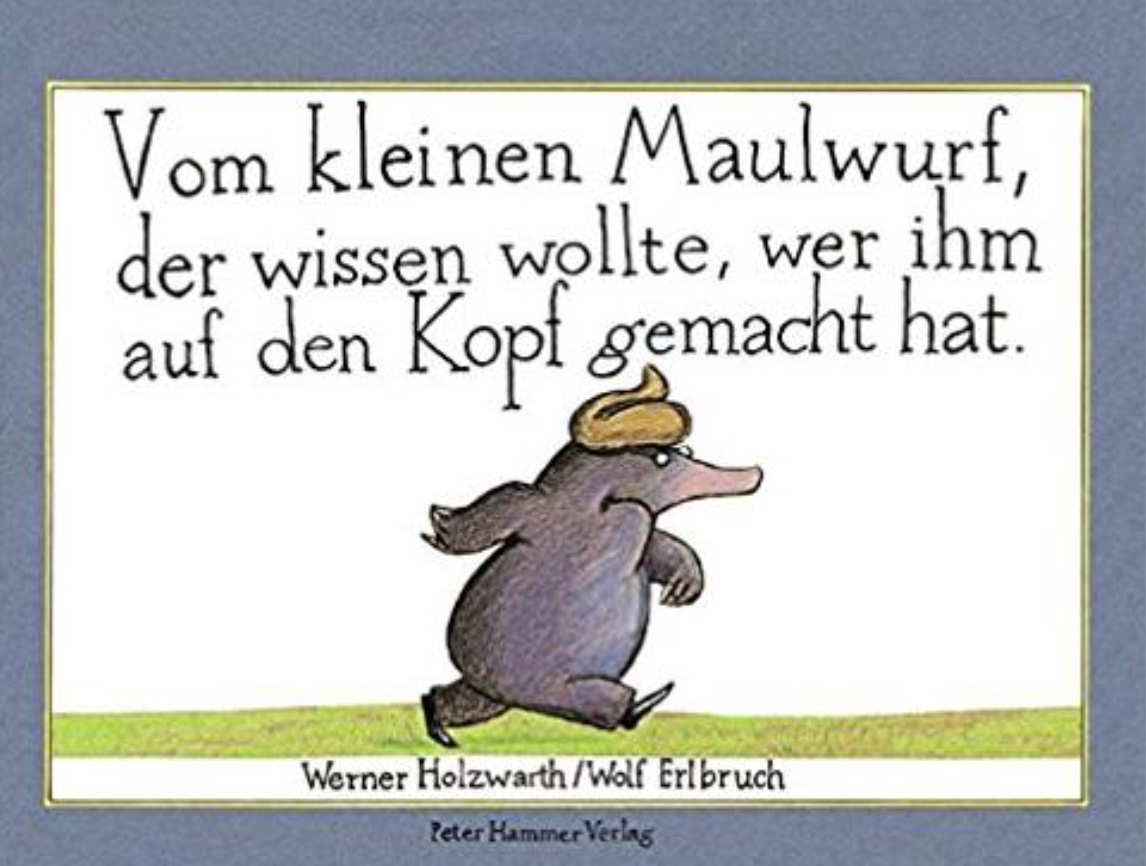 Vom kleinen Maulwurf,
der wissen wollte, wer ihm
auf den Kopf gemacht hat.
Werner Holzwarth/Wolf Erlbruch
Peter Hammer Verlag